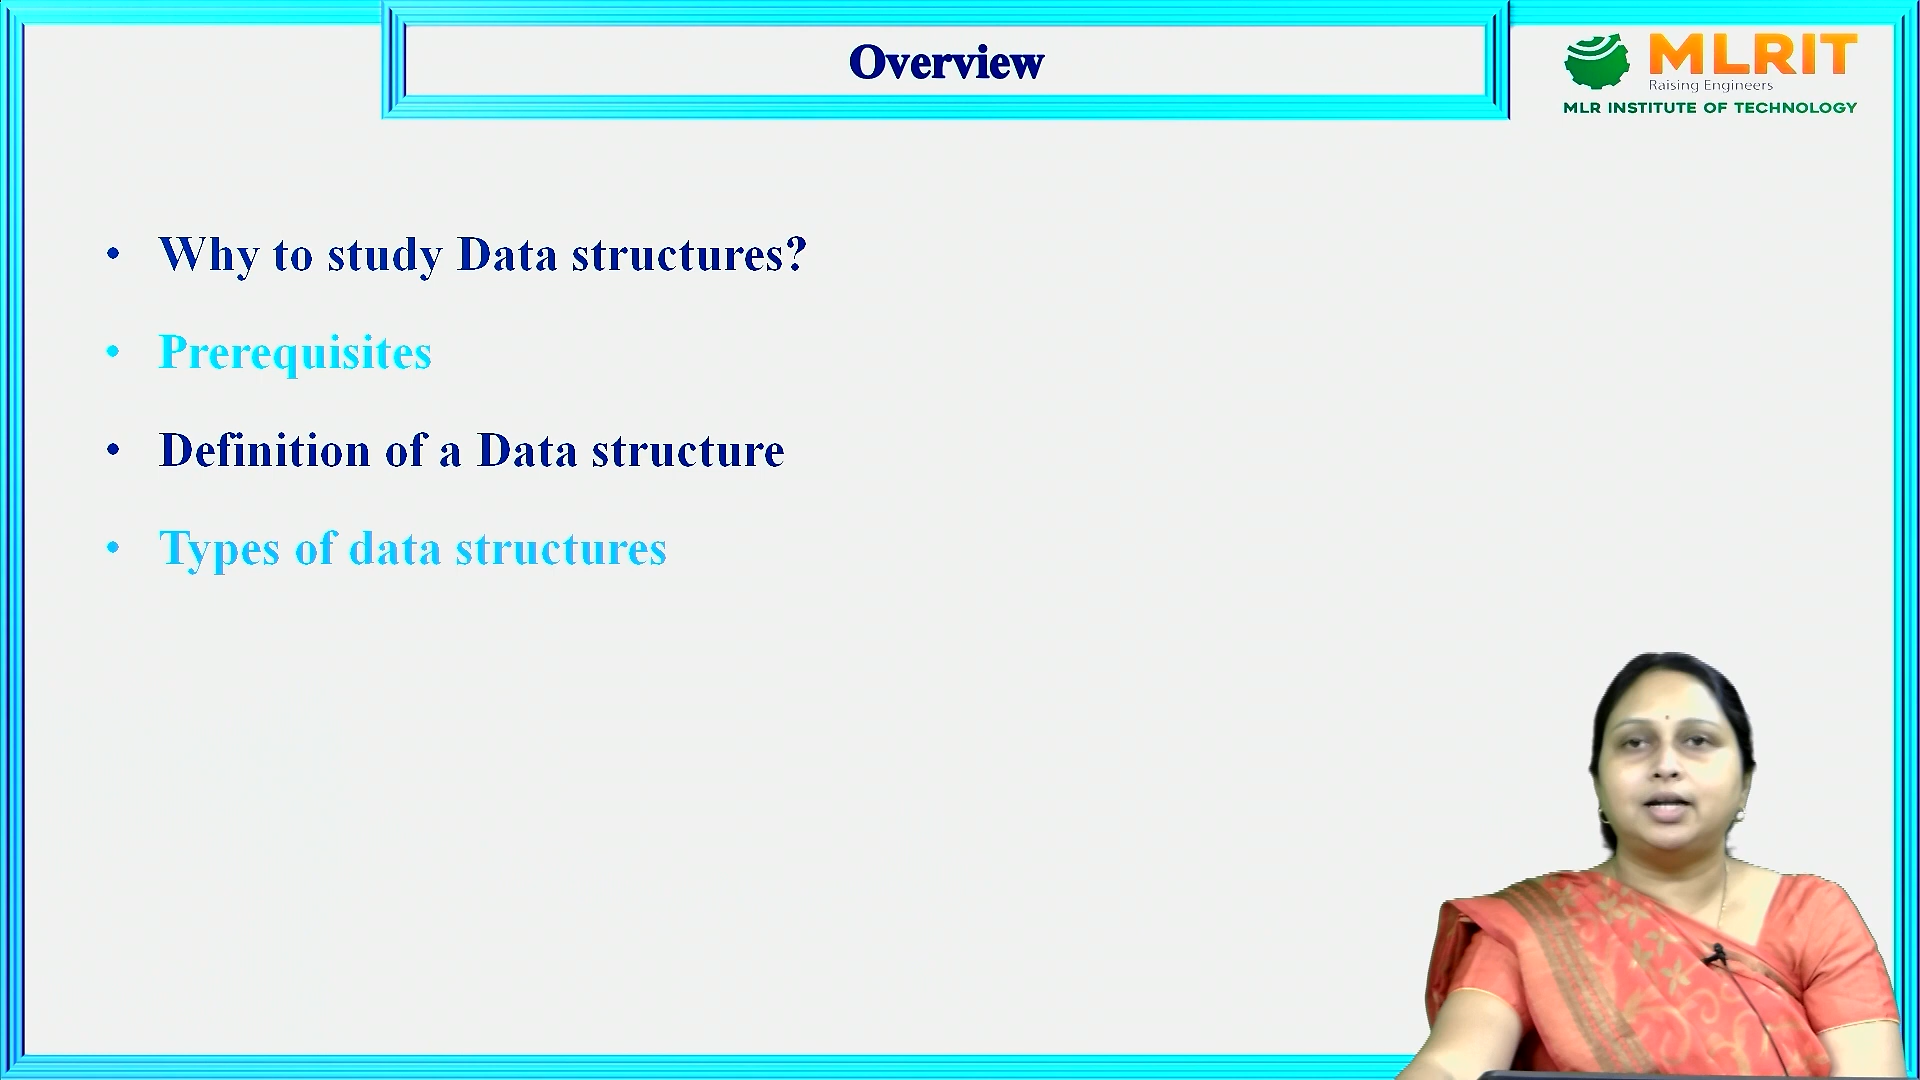 Overview
MLRIT
Raising Engineers
MLR INSTITUTE OF TECHNOLOGY
• Why to study Data structures?
• Prerequisites
• Definition of a Data structure
• Types of data structures